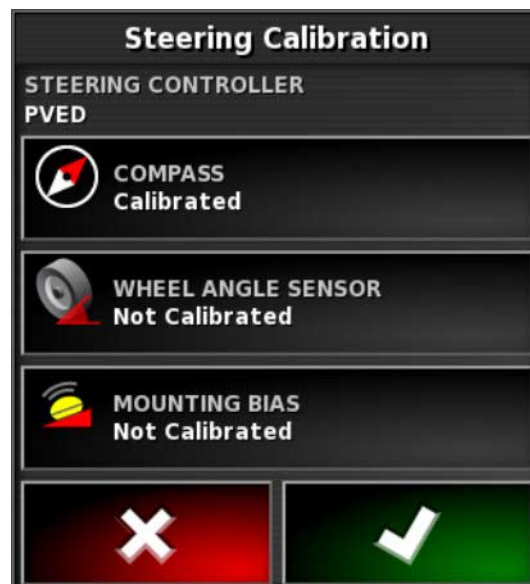 Steering Calibration
STEERING CONTROLLER
PVED
COMPASS
Calibrated
WHEEL ANGLE SENSOR
Not Calibrated
MOUNTING BIAS
Not Calibrated